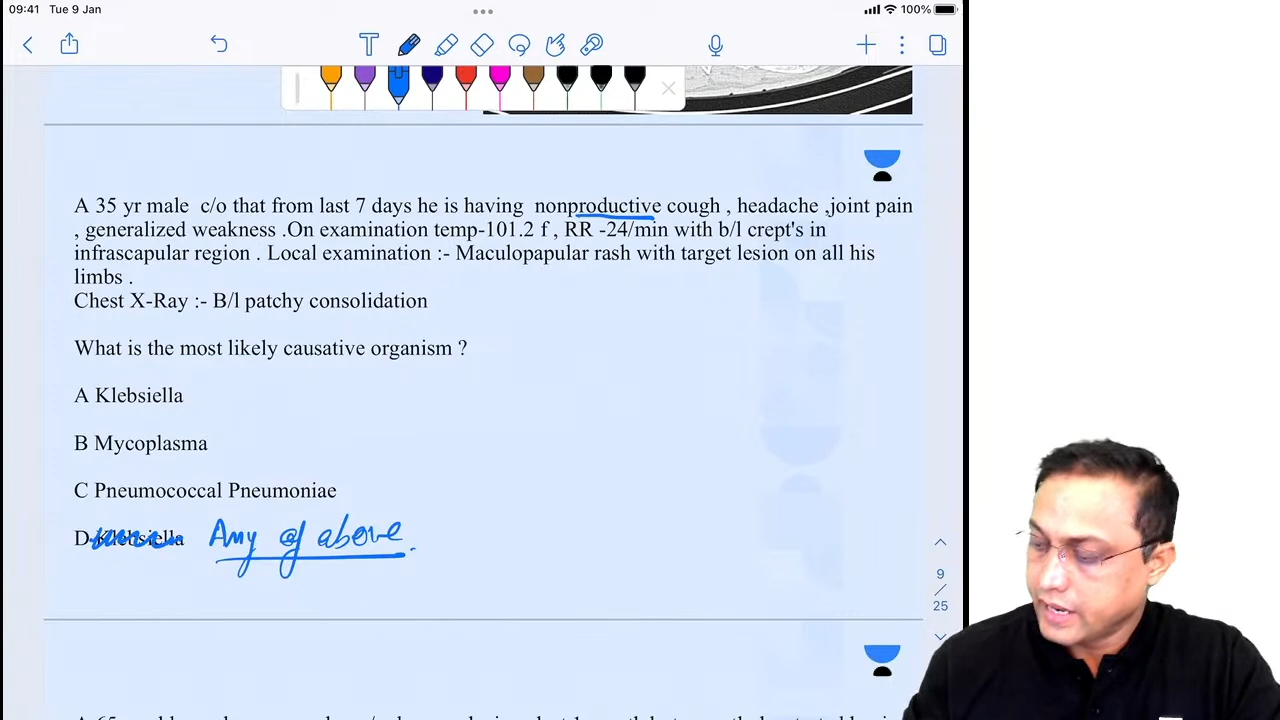 09:41 Tue 9 Jan
100%
T
A 35 yr male c/o that from last 7 days he is having nonproductive cough , headache ,joint pain
, generalized weakness .On examination temp-101.2 f , RR -24/min with b/l crept's in
infrascapular region . Local examination :- Maculopapular rash with target lesion on all his
limbs .
Chest X-Ray :- B/l patchy consolidation
What is the most likely causative organism ?
A Klebsiella
B Mycoplasma
C Pneumococcal Pneumoniae
D Klebsiella Any of above.
9
/
25